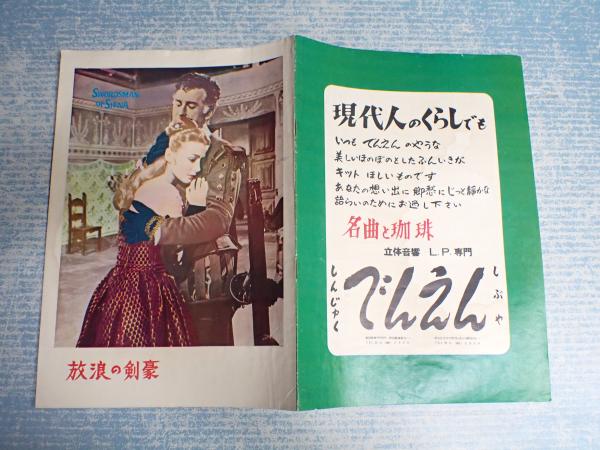 SWORDSMAN
OF SIENA
放浪の剣豪
現代人のくらしでも
いつも でんえん のやうな
美しいほのぼのとしたふんいきが
キット ほしいものです
あなたの想い出に 郷愁に じっと静かな
語らいのためにお過し下さい
名曲と珈琲
立体音響 L.P.専門
しんじゅく
でんえん
しぶや